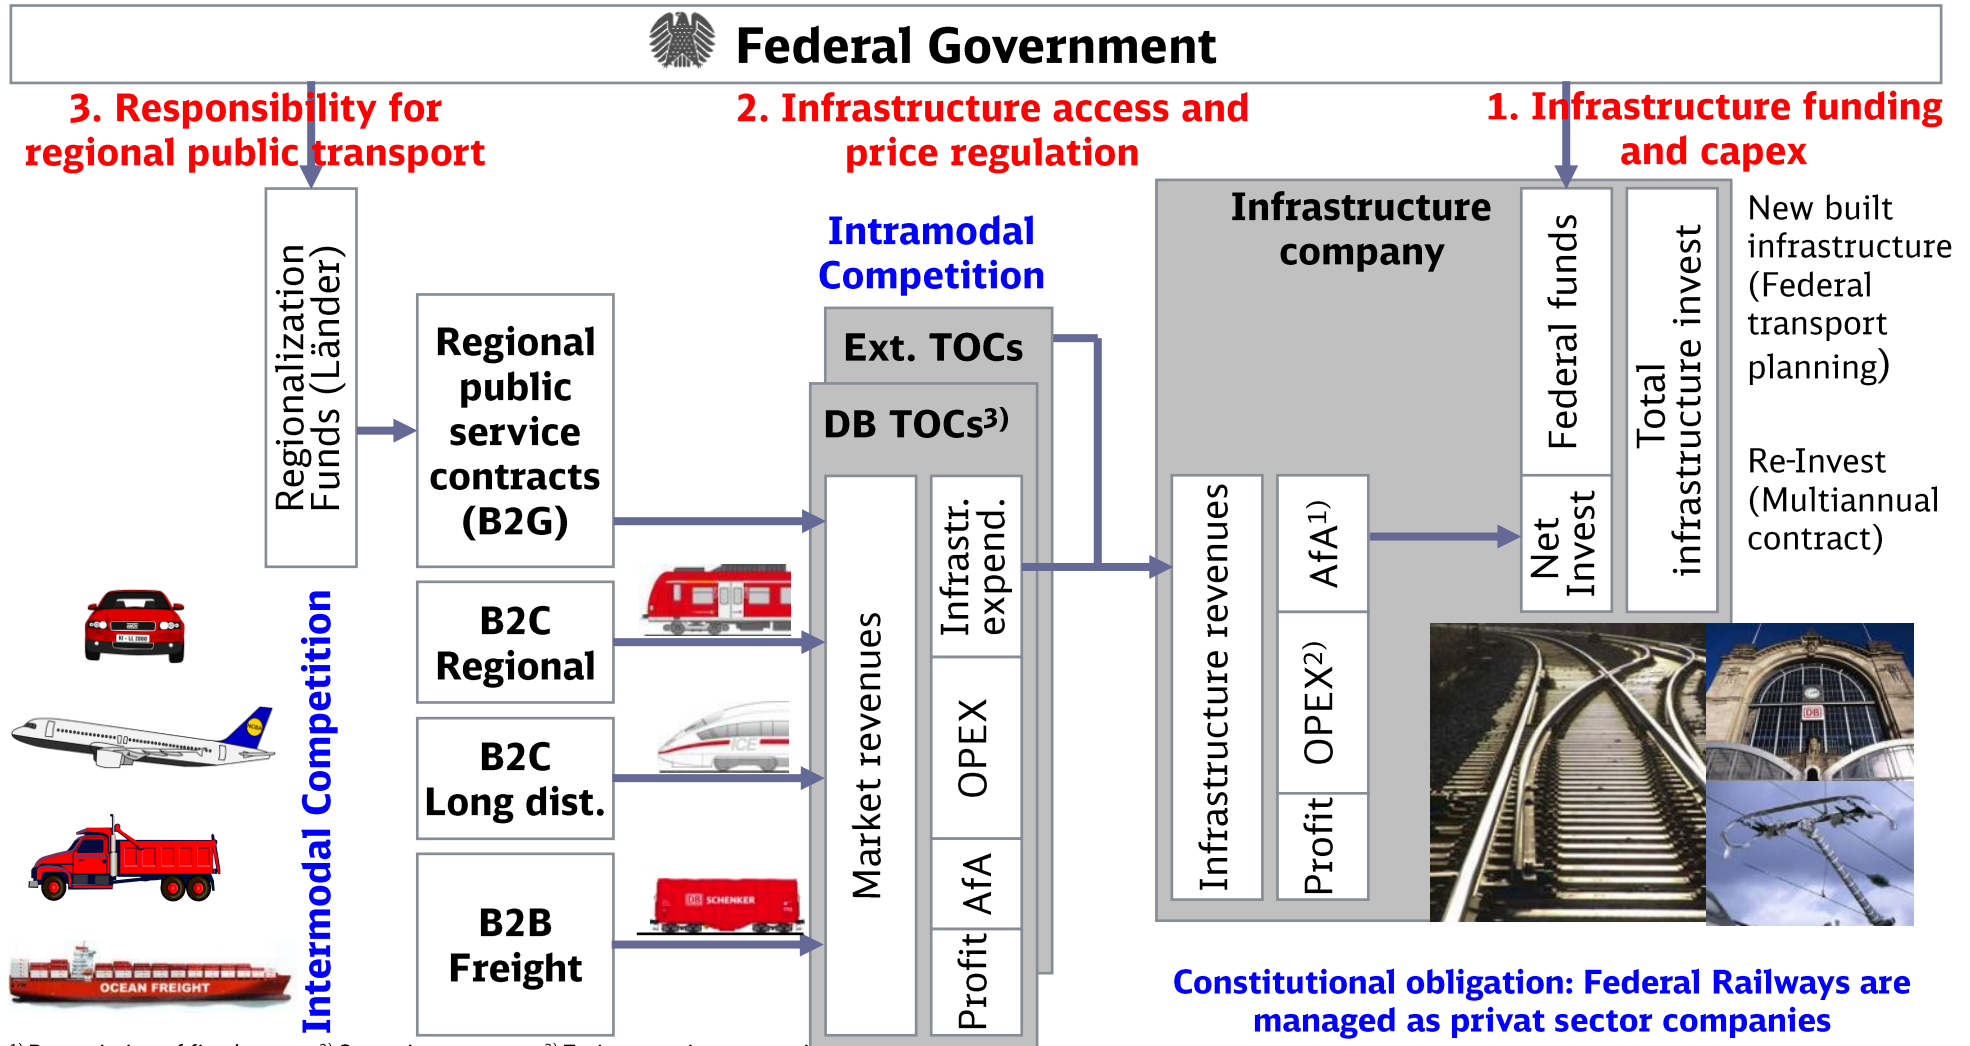 Federal Government
3. Responsibility for
regional public transport
2. Infrastructure access and
price regulation
1. Infrastructure funding
and capex
Regionalization
Funds (Länder)
Regional
public
service
contracts
(B2G)
B2C
Regional
B2C
Long dist.
B2B
Freight
Intermodal Competition
OCEAN FREIGHT
ICE
DB SCHENKER
Intramodal
Competition
Ext. TOCs
DB TOCs³⁾
Market revenues
Infrastr.
expend.
OPEX
AfA
Profit
Infrastructure
company
Infrastructure revenues
AfA¹⁾
OPEX²⁾
Profit
Federal funds
Net
Invest
Total
infrastructure invest
New built
infrastructure
(Federal
transport
planning)
Re-Invest
(Multiannual
contract)
DB
Constitutional obligation: Federal Railways are
managed as privat sector companies